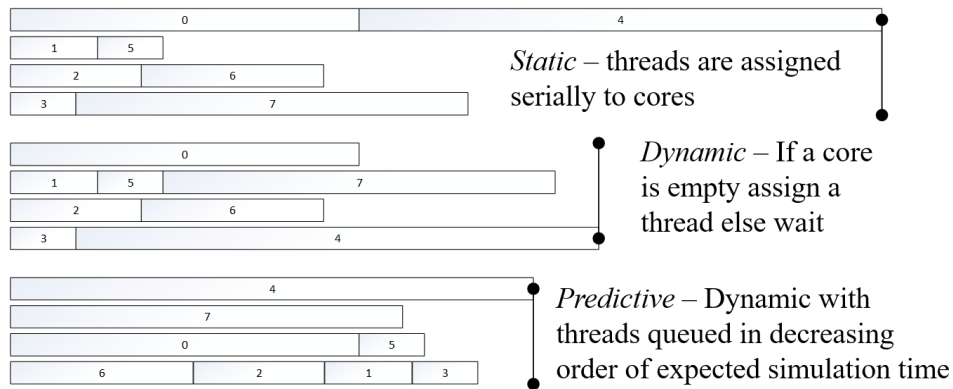 0 4
1 5
2 6
3 7
Static – threads are assigned
serially to cores
0
1 5 7
2 6
3 4
Dynamic – If a core
is empty assign a
thread else wait
4
7
0 5
6 2 1 3
Predictive – Dynamic with
threads queued in decreasing
order of expected simulation time